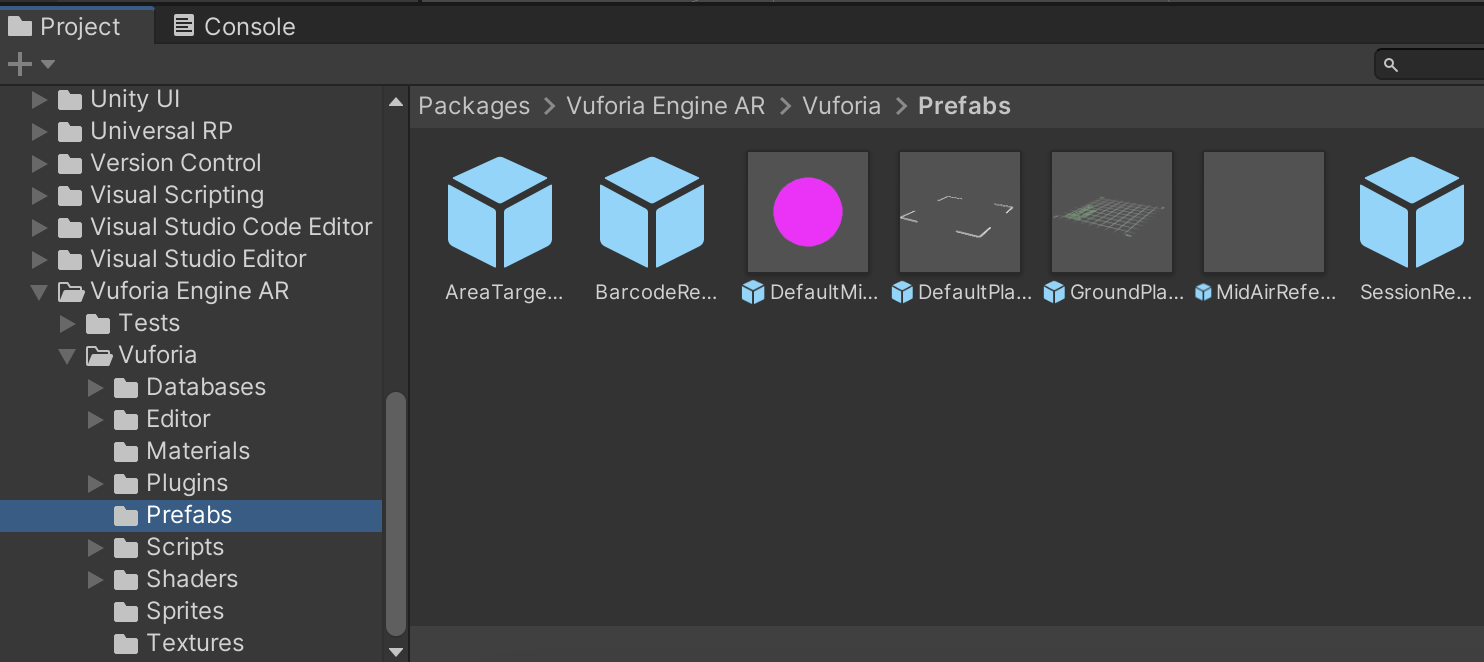 Project
Console
Unity UI
Universal RP
Version Control
Visual Scripting
Visual Studio Code Editor
Visual Studio Editor
Vuforia Engine AR
Tests
Vuforia
Databases
Editor
Materials
Plugins
Prefabs
Scripts
Shaders
Sprites
Textures
Packages > Vuforia Engine AR > Vuforia > Prefabs
AreaTarge... BarcodeRe... DefaultMi... DefaultPla... GroundPla... MidAirRefe... SessionRe...